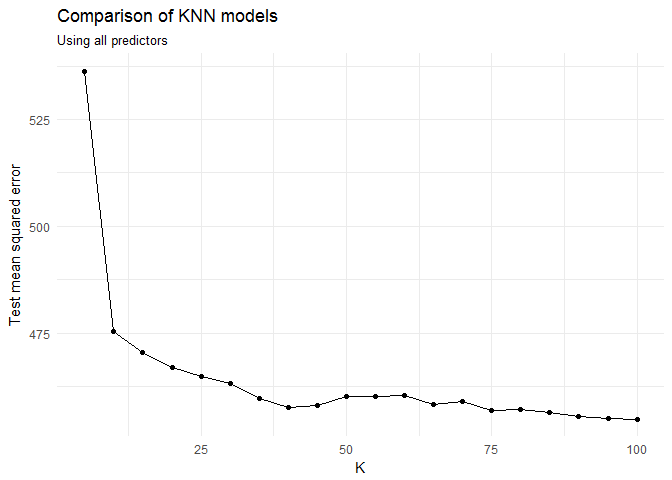 Comparison of KNN models
Using all predictors
Test mean squared error
525
500
475
25
50
75
100
K